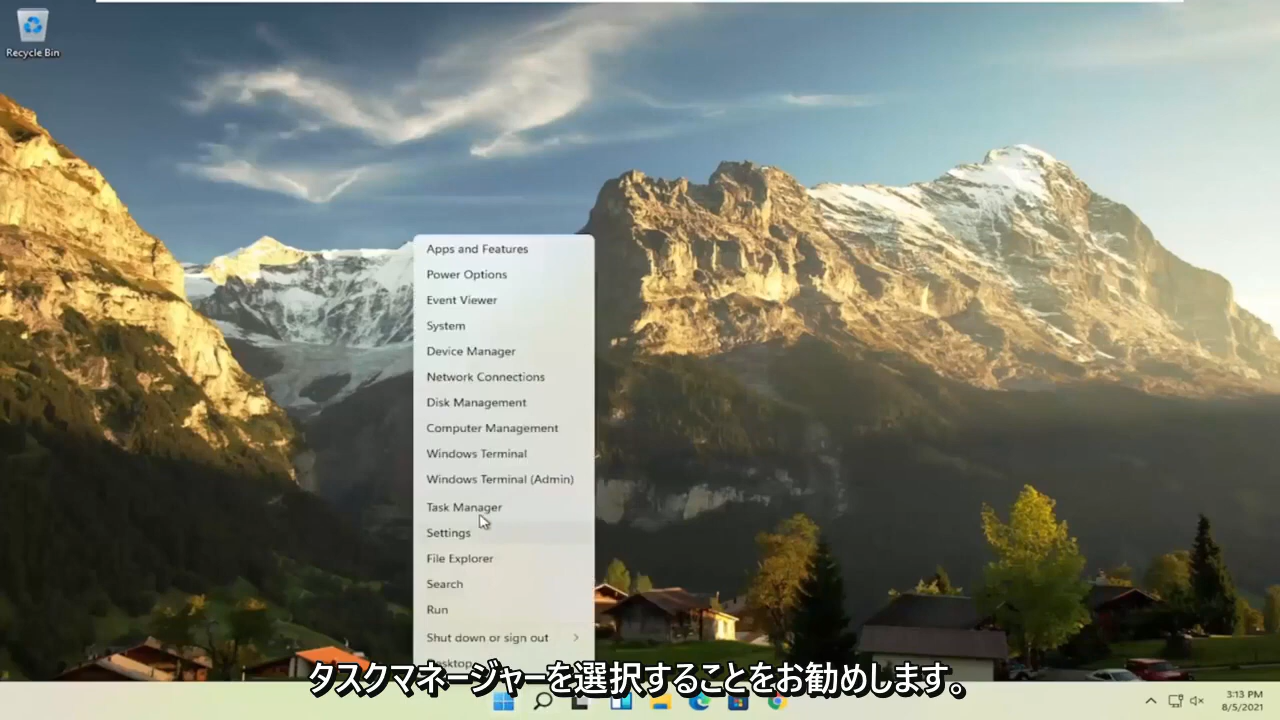 Recycle Bin
Apps and Features
Power Options
Event Viewer
System
Device Manager
Network Connections
Disk Management
Computer Management
Windows Terminal
Windows Terminal (Admin)
Task Manager
Settings
File Explorer
Search
Run
Shut down or sign out
Desktop
タスクマネージャーを選択することをお勧めします。
3:13 PM
8/5/2021